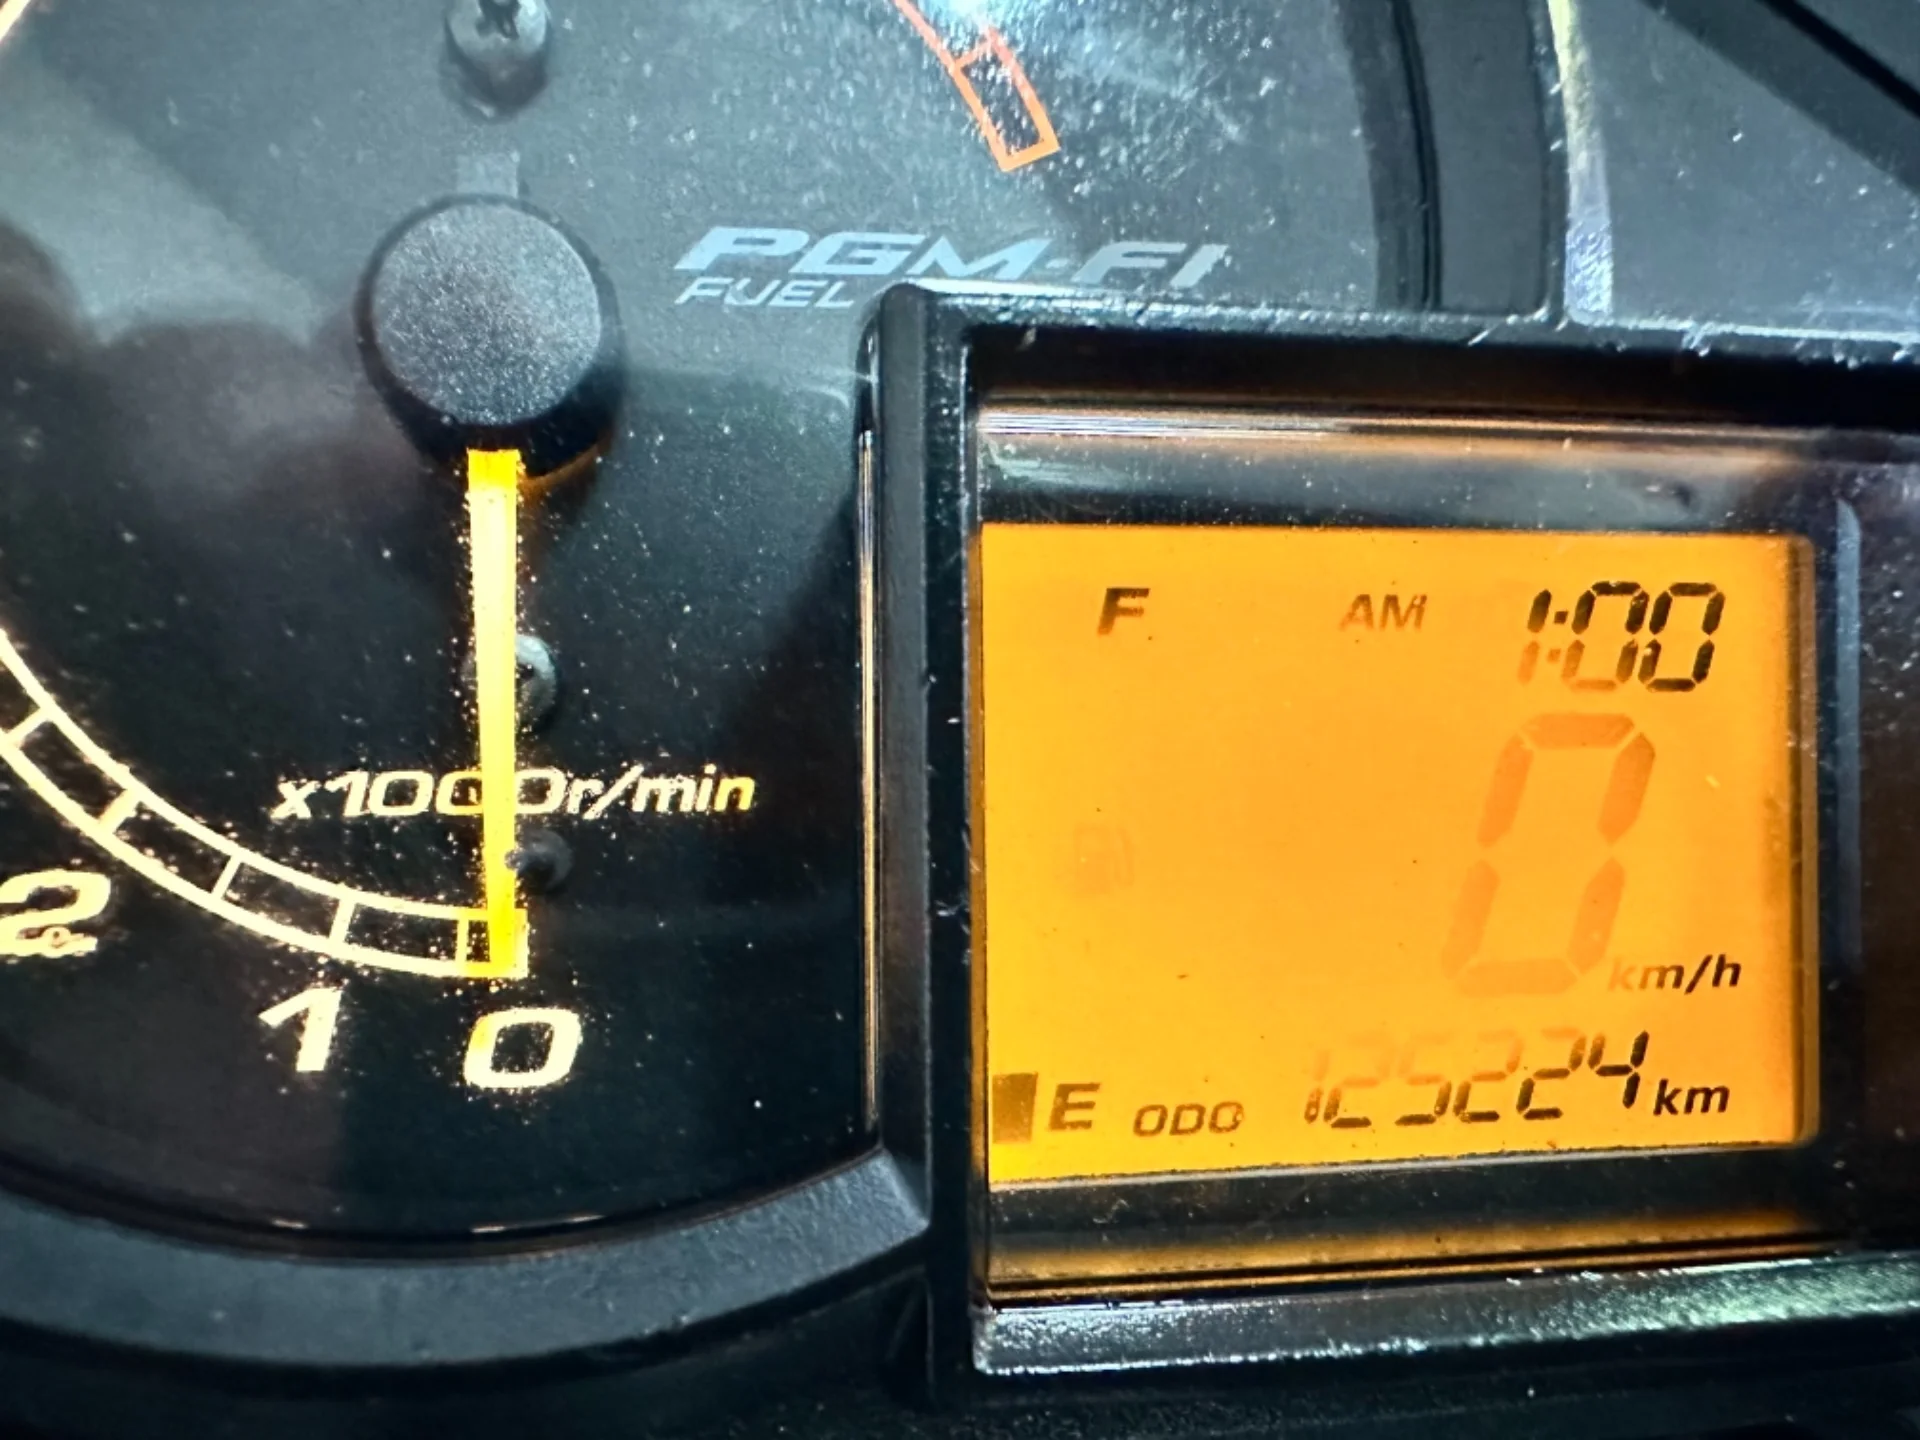 PGM-FI
FUEL
x1000r/min
2
1
0
F AM 1:00
0
km/h
E ODO 125224 km